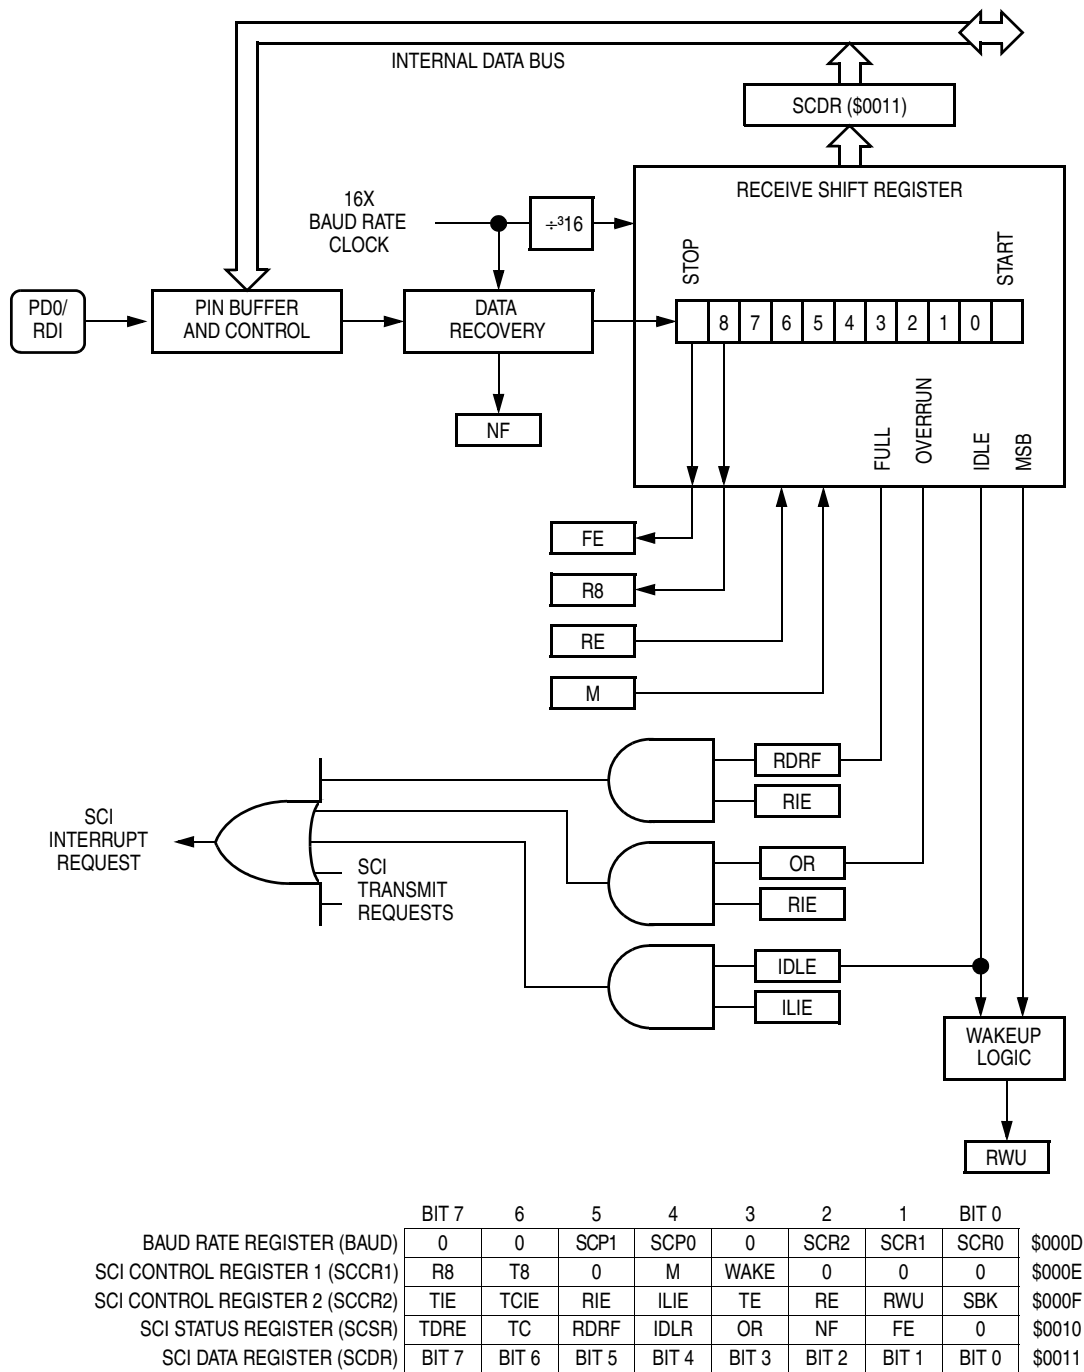 INTERNAL DATA BUS
SCDR ($0011)
RECEIVE SHIFT REGISTER
16X
BAUD RATE
CLOCK
÷³16
STOP
START
PD0/
RDI
PIN BUFFER
AND CONTROL
DATA
RECOVERY
8 7 6 5 4 3 2 1 0
NF
FULL
OVERRUN
IDLE
MSB
FE
R8
RE
M
RDRF
RIE
SCI
INTERRUPT
REQUEST
SCI
TRANSMIT
REQUESTS
OR
RIE
IDLE
ILIE
WAKEUP
LOGIC
RWU
BIT 7 6 5 4 3 2 1 BIT 0
BAUD RATE REGISTER (BAUD) 0 0 SCP1 SCP0 0 SCR2 SCR1 SCR0 $000D
SCI CONTROL REGISTER 1 (SCCR1) R8 T8 0 M WAKE 0 0 0 $000E
SCI CONTROL REGISTER 2 (SCCR2) TIE TCIE RIE ILIE TE RE RWU SBK $000F
SCI STATUS REGISTER (SCSR) TDRE TC RDRF IDLR OR NF FE 0 $0010
SCI DATA REGISTER (SCDR) BIT 7 BIT 6 BIT 5 BIT 4 BIT 3 BIT 2 BIT 1 BIT 0 $0011